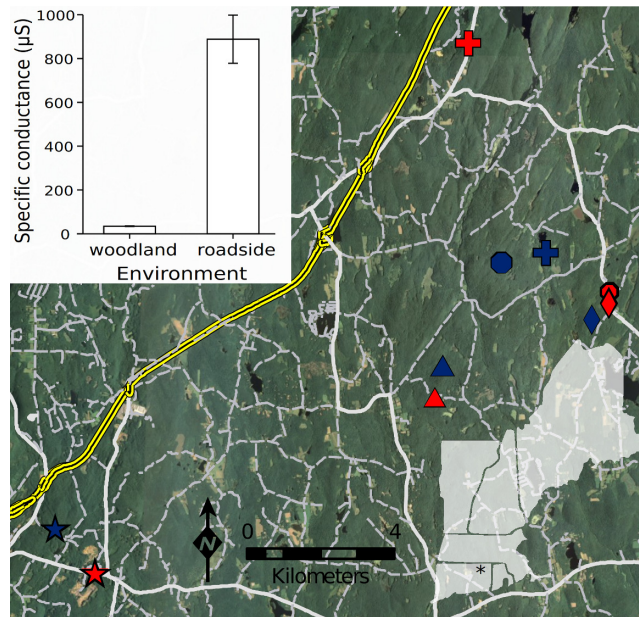 Specific conductance (µS)
1000
800
600
400
200
0
woodland roadside
Environment
N
0 4
Kilometers
*